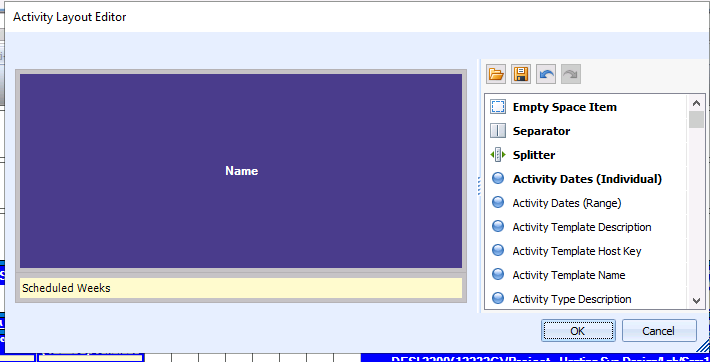 Activity Layout Editor
Name
Scheduled Weeks
Empty Space Item
Separator
Splitter
Activity Dates (Individual)
Activity Dates (Range)
Activity Template Description
Activity Template Host Key
Activity Template Name
Activity Type Description
OK
Cancel